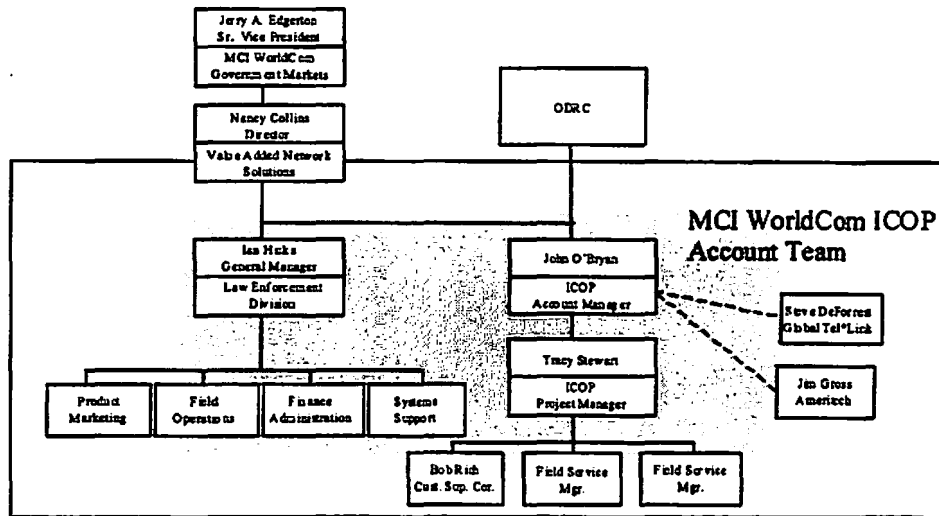 Jerry A. Edgerton
Sr. Vice President
MCI WorldCom
Government Markets
Nancy Collins
Director
Value Added Network
Solutions
ODRC
MCI WorldCom ICOP
Account Team
Ian Hicks
General Manager
Law Enforcement
Division
John O'Bryan
ICOP
Account Manager
Steve DeForrest
Global Tel*Link
Tracy Stewart
ICOP
Project Manager
Jim Gross
Ameritech
Product
Marketing
Field
Operations
Finance
Administration
Systems
Support
Bob Rich
Cust. Sup. Cor.
Field Service
Mgr.
Field Service
Mgr.